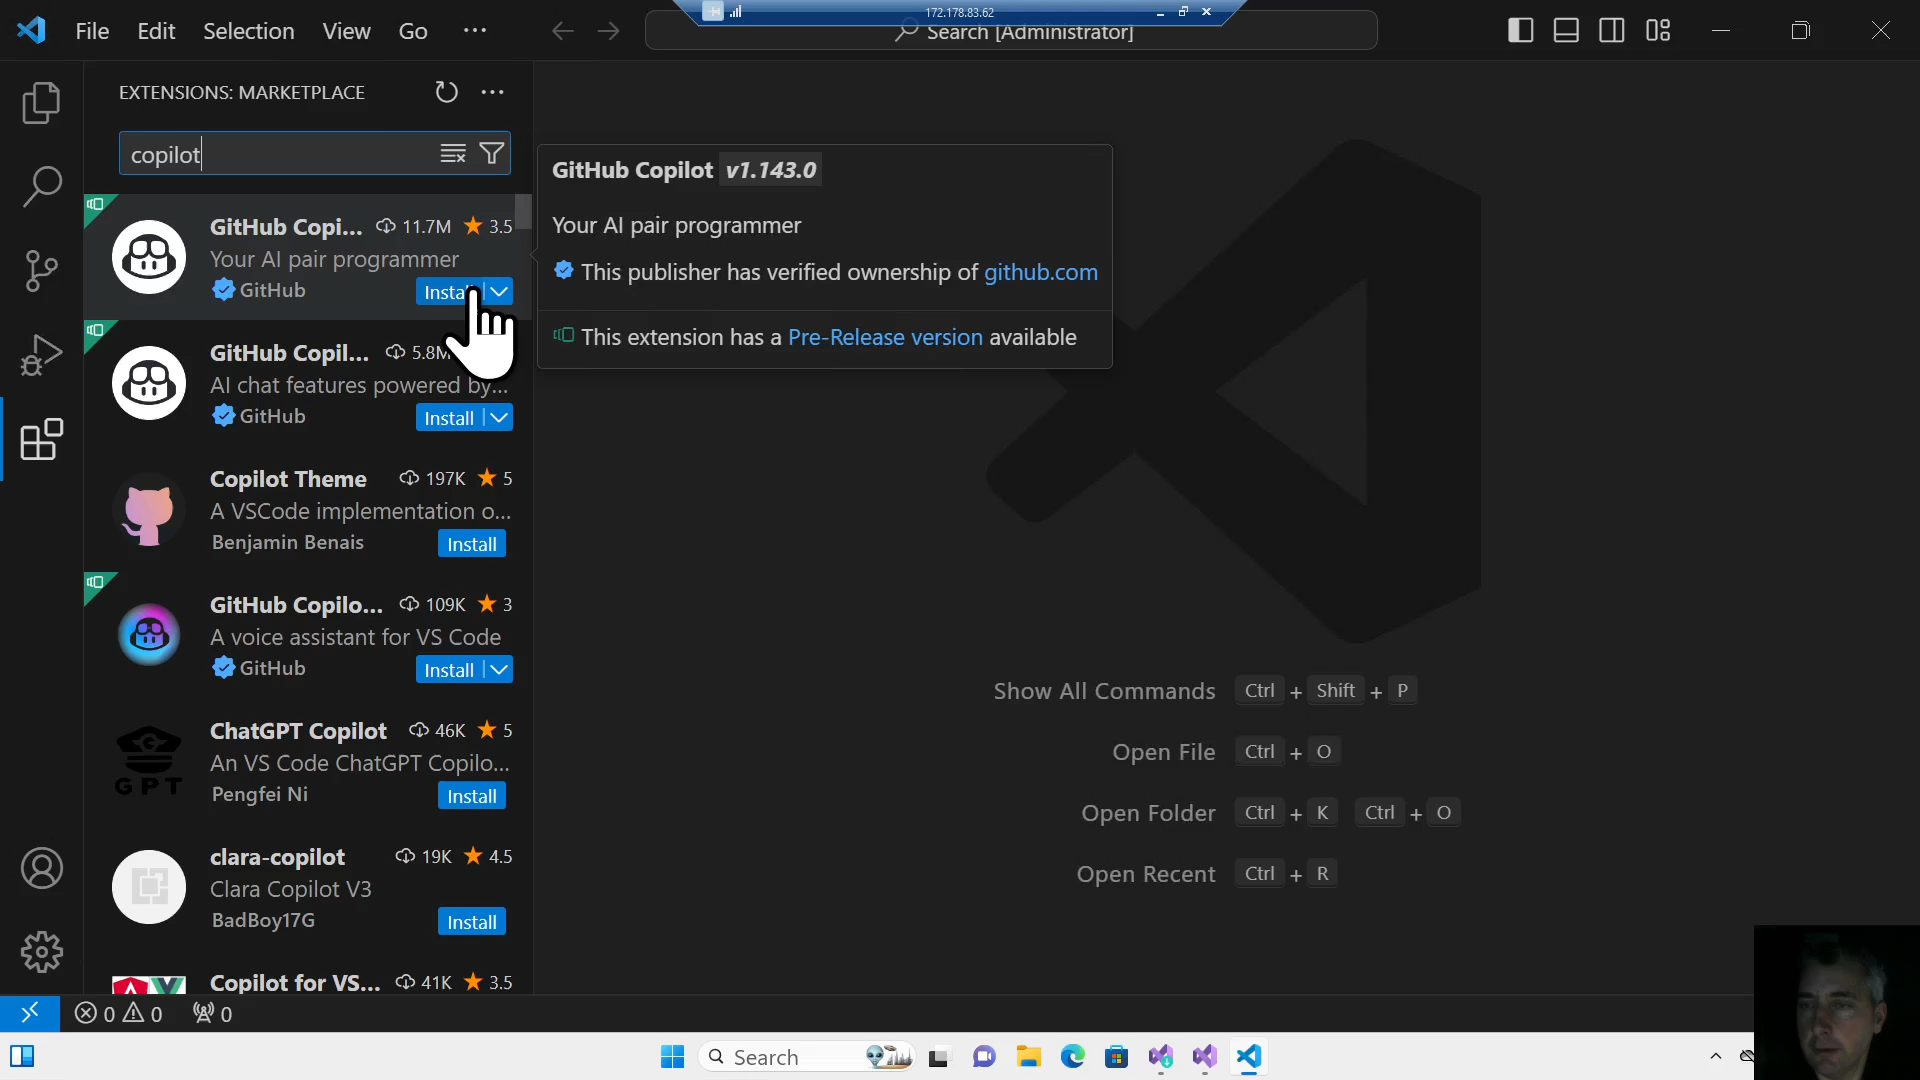 172.178.83.62
File Edit Selection View Go ···
Search [Administrator]
EXTENSIONS: MARKETPLACE
copilot
GitHub Copi... 11.7M 3.5
Your AI pair programmer
GitHub
Install
GitHub Copil... 5.8M
AI chat features powered by...
GitHub
Install
Copilot Theme 197K 5
A VSCode implementation o...
Benjamin Benais
Install
GitHub Copilo... 109K 3
A voice assistant for VS Code
GitHub
Install
ChatGPT Copilot 46K 5
An VS Code ChatGPT Copilo...
GPT
Pengfei Ni
Install
clara-copilot 19K 4.5
Clara Copilot V3
BadBoy17G
Install
Copilot for VS... 41K 3.5
GitHub Copilot v1.143.0
Your AI pair programmer
This publisher has verified ownership of github.com
This extension has a Pre-Release version available
Show All Commands Ctrl + Shift + P
Open File Ctrl + O
Open Folder Ctrl + K Ctrl + O
Open Recent Ctrl + R
0 0 0
Search